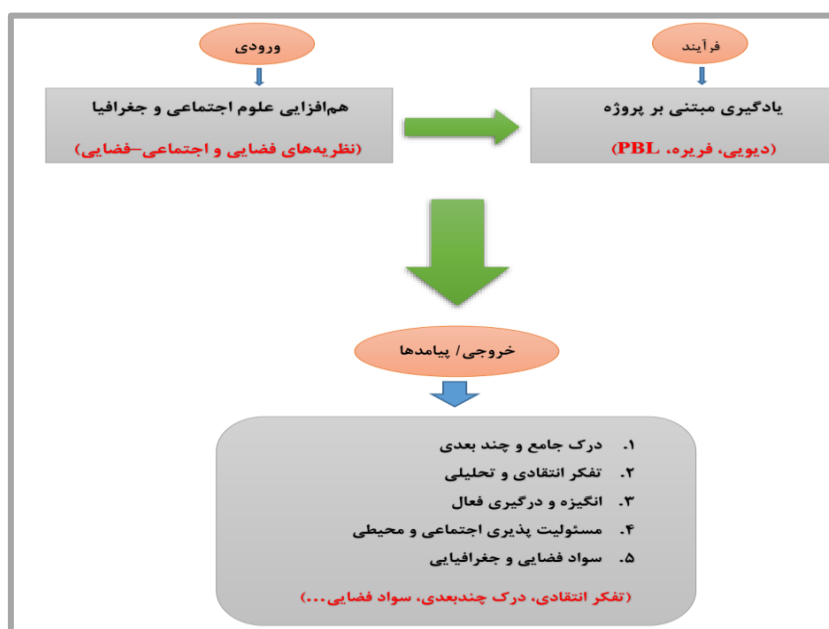 ورودی
فرآیند
هم‌افزایی علوم اجتماعی و جغرافیا
(نظریه‌های فضایی و اجتماعی–فضایی)
یادگیری مبتنی بر پروژه
(دیویی، فریره، PBL)
خروجی/ پیامدها
۱. درک جامع و چند بعدی
۲. تفکر انتقادی و تحلیلی
۳. انگیزه و درگیری فعال
۴. مسئولیت پذیری اجتماعی و محیطی
۵. سواد فضایی و جغرافیایی
(تفکر انتقادی، درک چندبعدی، سواد فضایی...)